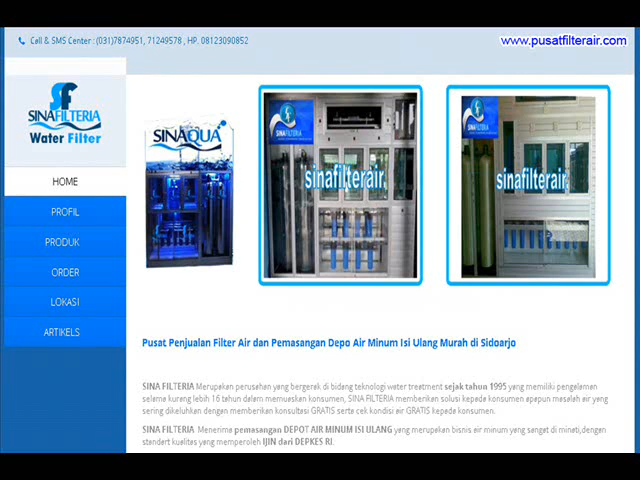 Call & SMS Center : (031)7874951, 71249578 , HP. 08123090852
www.pusatfilterair.com
SINAFILTERIA
Water Filter
HOME
PROFIL
PRODUK
ORDER
LOKASI
ARTIKELS
SINAQUA
SINAFILTERIA
sinafilterair.
SINAFILTERIA
sinafilterair.
Pusat Penjualan Filter Air dan Pemasangan Depo Air Minum Isi Ulang Murah di Sidoarjo
SINA FILTERIA Merupakan perusahan yang bergerak di bidang teknologi water treatment sejak tahun 1995 yang memiliki pengalaman
selama kurang lebih 16 tahun dalam memuaskan konsumen, SINA FILTERIA memberikan solusi kepada konsumen apapun masalah air yang
sering dikeluhkan dengan memberikan konsultasi GRATIS serta cek kondisi air GRATIS kepada konsumen.
SINA FILTERIA Menerima pemasangan DEPOT AIR MINUM ISI ULANG yang merupakan bisnis air minum yang sangat di minati,dengan
standart kualitas yang memperoleh IJIN dari DEPKES RI.